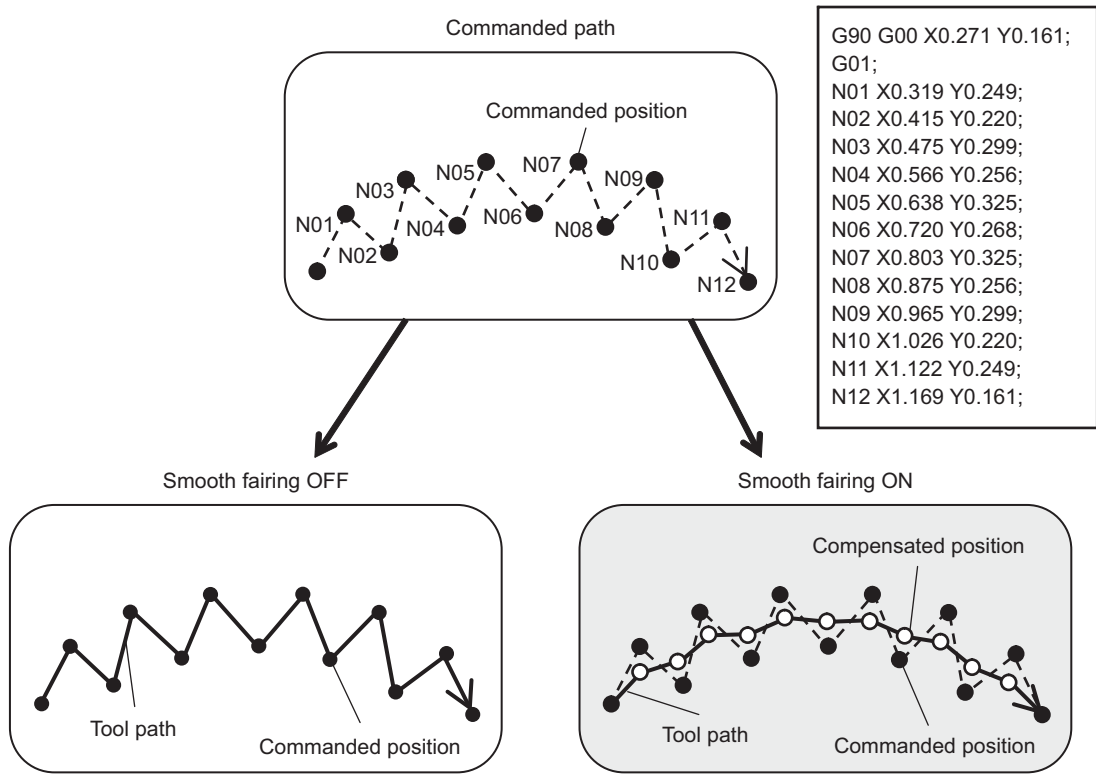 Commanded path
Commanded position
N01
N02
N03
N04
N05
N06
N07
N08
N09
N10
N11
N12
G90 G00 X0.271 Y0.161;
G01;
N01 X0.319 Y0.249;
N02 X0.415 Y0.220;
N03 X0.475 Y0.299;
N04 X0.566 Y0.256;
N05 X0.638 Y0.325;
N06 X0.720 Y0.268;
N07 X0.803 Y0.325;
N08 X0.875 Y0.256;
N09 X0.965 Y0.299;
N10 X1.026 Y0.220;
N11 X1.122 Y0.249;
N12 X1.169 Y0.161;
Smooth fairing OFF
Tool path
Commanded position
Smooth fairing ON
Compensated position
Tool path
Commanded position